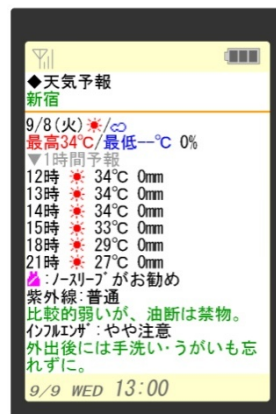 ◆天気予報
新宿
9/8(火)☀/☁
最高34℃/最低--℃ 0%
▼1時間予報
12時 ☀ 34℃ 0mm
13時 ☀ 34℃ 0mm
14時 ☀ 34℃ 0mm
15時 ☀ 33℃ 0mm
18時 ☀ 29℃ 0mm
21時 ☀ 27℃ 0mm
:ﾉｰｽﾘｰﾌﾞがお勧め
紫外線:普通
比較的弱いが、油断は禁物。
ｲﾝﾌﾙｴﾝｻﾞ:やや注意
外出後には手洗い・うがいも忘
れずに。
9/9 WED 13:00